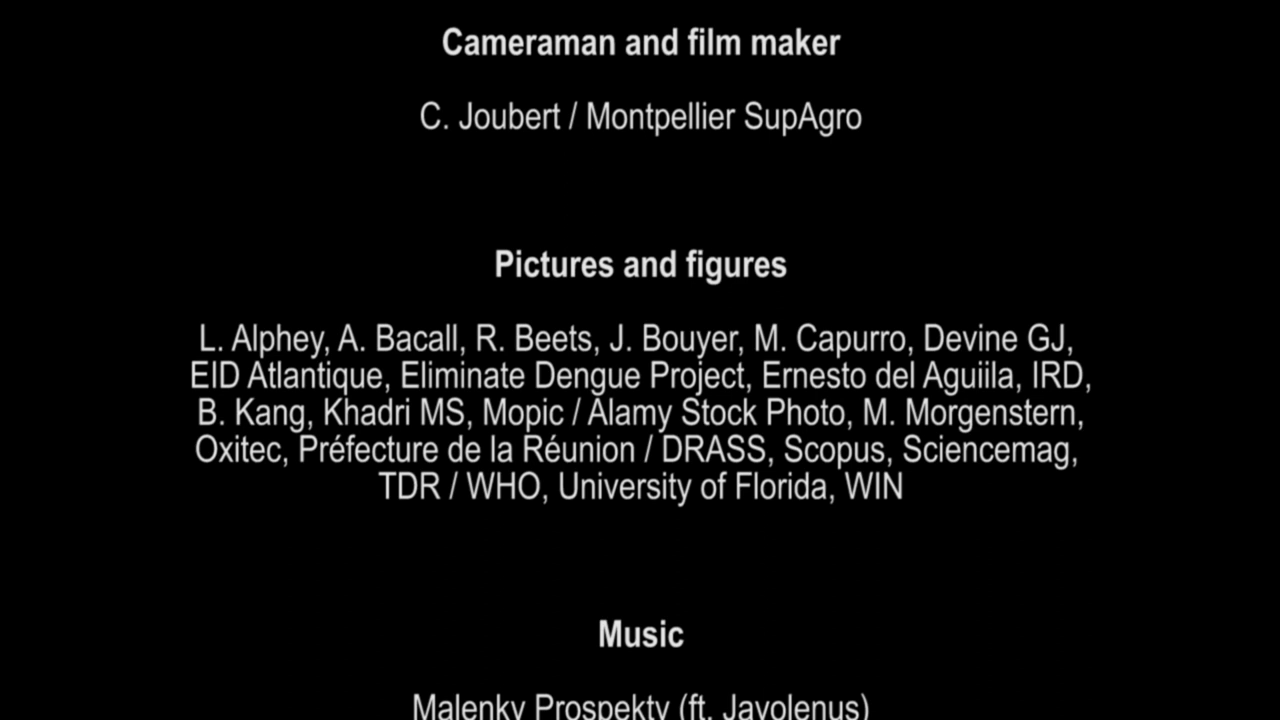 Cameraman and film maker
C. Joubert / Montpellier SupAgro
Pictures and figures
L. Alphey, A. Bacall, R. Beets, J. Bouyer, M. Capurro, Devine GJ,
EID Atlantique, Eliminate Dengue Project, Ernesto del Aguiila, IRD,
B. Kang, Khadri MS, Mopic / Alamy Stock Photo, M. Morgenstern,
Oxitec, Préfecture de la Réunion / DRASS, Scopus, Sciencemag,
TDR / WHO, University of Florida, WIN
Music
Malenky Prospekty (ft. Javolenus)